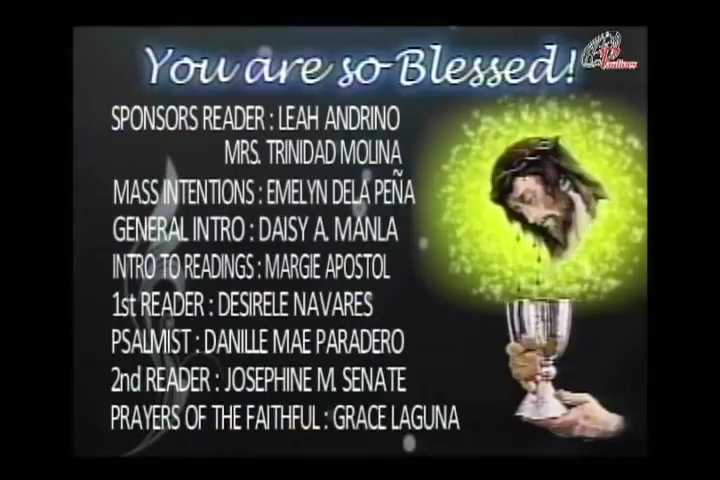 You are so Blessed!
Paulines
SPONSORS READER : LEAH ANDRINO
MRS. TRINIDAD MOLINA
MASS INTENTIONS : EMELYN DELA PEÑA
GENERAL INTRO : DAISY A. MANLA
INTRO TO READINGS : MARGIE APOSTOL
1st READER : DESIRELE NAVARES
PSALMIST : DANILLE MAE PARADERO
2nd READER : JOSEPHINE M. SENATE
PRAYERS OF THE FAITHFUL : GRACE LAGUNA